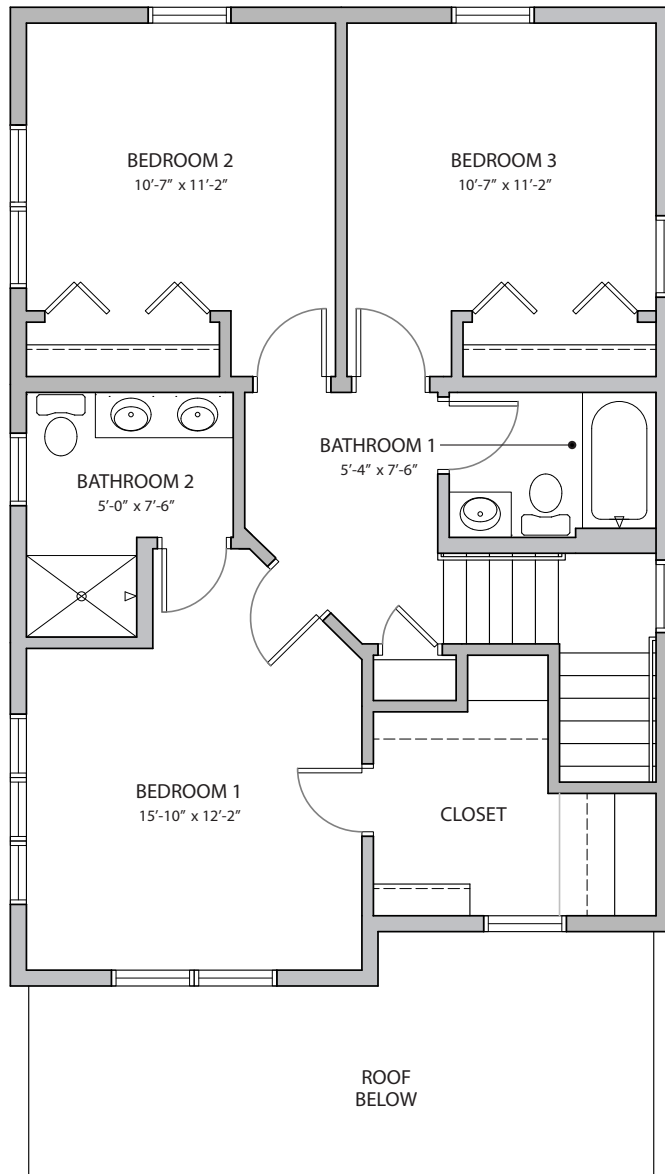 BEDROOM 2
10’-7” x 11’-2”
BEDROOM 3
10’-7” x 11’-2”
BATHROOM 1
5’-4” x 7’-6”
BATHROOM 2
5’-0” x 7’-6”
BEDROOM 1
15’-10” x 12’-2”
CLOSET
ROOF
BELOW